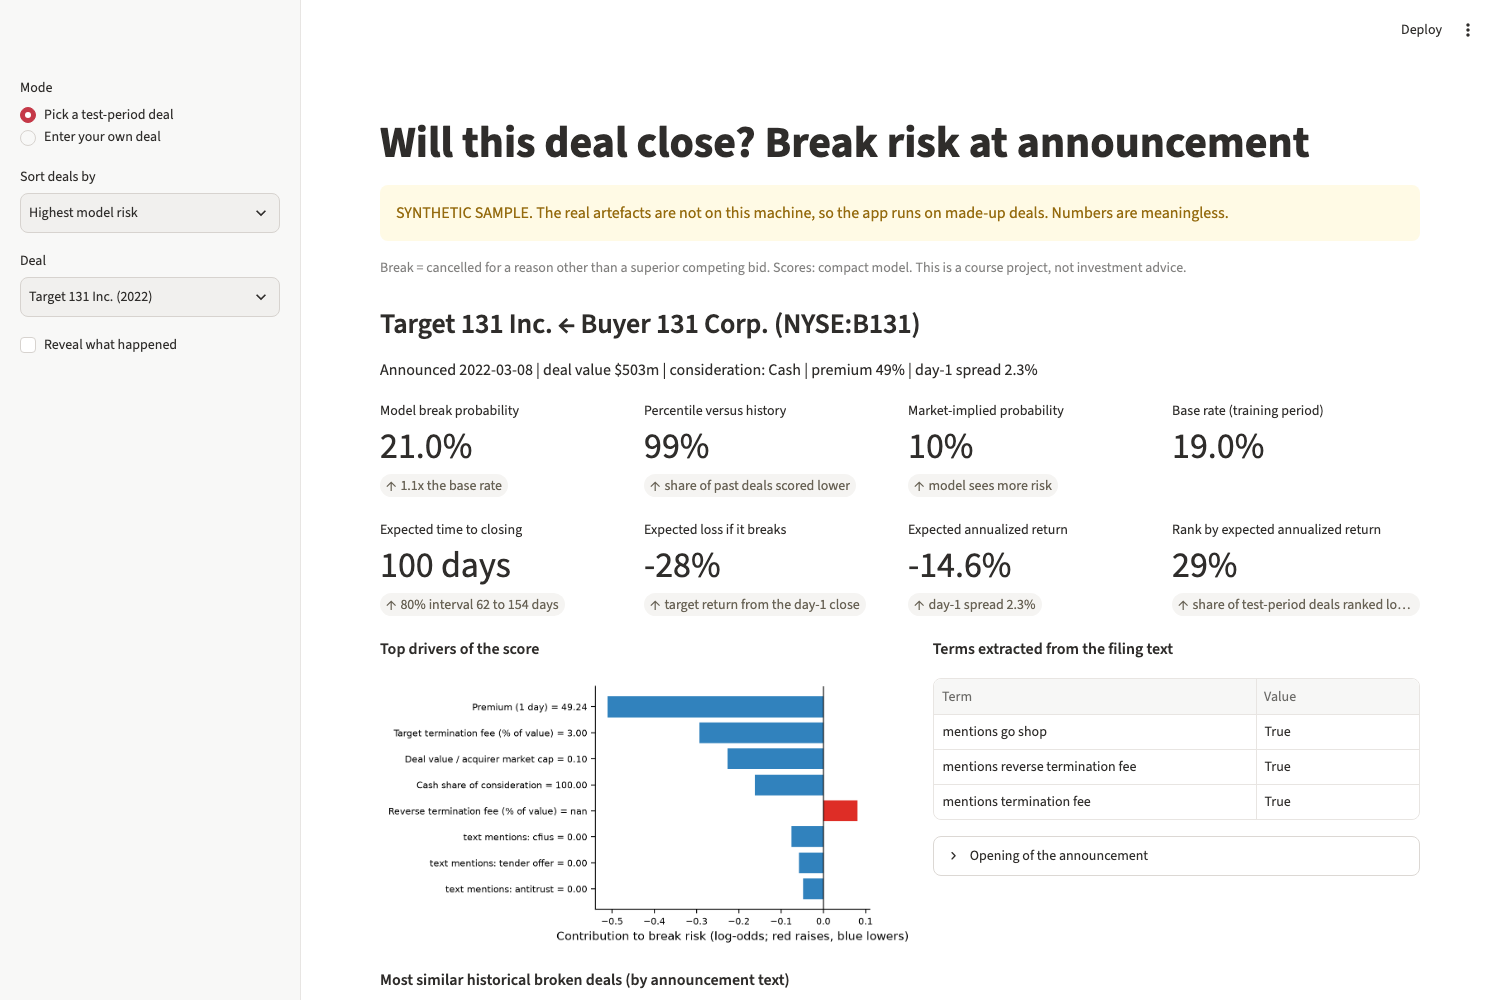 Deploy
Mode
Pick a test-period deal
Enter your own deal
Sort deals by
Highest model risk
Deal
Target 131 Inc. (2022)
Reveal what happened
Will this deal close? Break risk at announcement
SYNTHETIC SAMPLE. The real artefacts are not on this machine, so the app runs on made-up deals. Numbers are meaningless.
Break = cancelled for a reason other than a superior competing bid. Scores: compact model. This is a course project, not investment advice.
Target 131 Inc. ← Buyer 131 Corp. (NYSE:B131)
Announced 2022-03-08 | deal value $503m | consideration: Cash | premium 49% | day-1 spread 2.3%
Model break probability
21.0%
↑ 1.1x the base rate
Percentile versus history
99%
↑ share of past deals scored lower
Market-implied probability
10%
↑ model sees more risk
Base rate (training period)
19.0%
Expected time to closing
100 days
↑ 80% interval 62 to 154 days
Expected loss if it breaks
-28%
↑ target return from the day-1 close
Expected annualized return
-14.6%
↑ day-1 spread 2.3%
Rank by expected annualized return
29%
↑ share of test-period deals ranked lo...
Top drivers of the score
Premium (1 day) = 49.24
Target termination fee (% of value) = 3.00
Deal value / acquirer market cap = 0.10
Cash share of consideration = 100.00
Reverse termination fee (% of value) = nan
text mentions: cfius = 0.00
text mentions: tender offer = 0.00
text mentions: antitrust = 0.00
−0.5 −0.4 −0.3 −0.2 −0.1 0.0 0.1
Contribution to break risk (log-odds; red raises, blue lowers)
Terms extracted from the filing text
Term Value
mentions go shop True
mentions reverse termination fee True
mentions termination fee True
Opening of the announcement
Most similar historical broken deals (by announcement text)